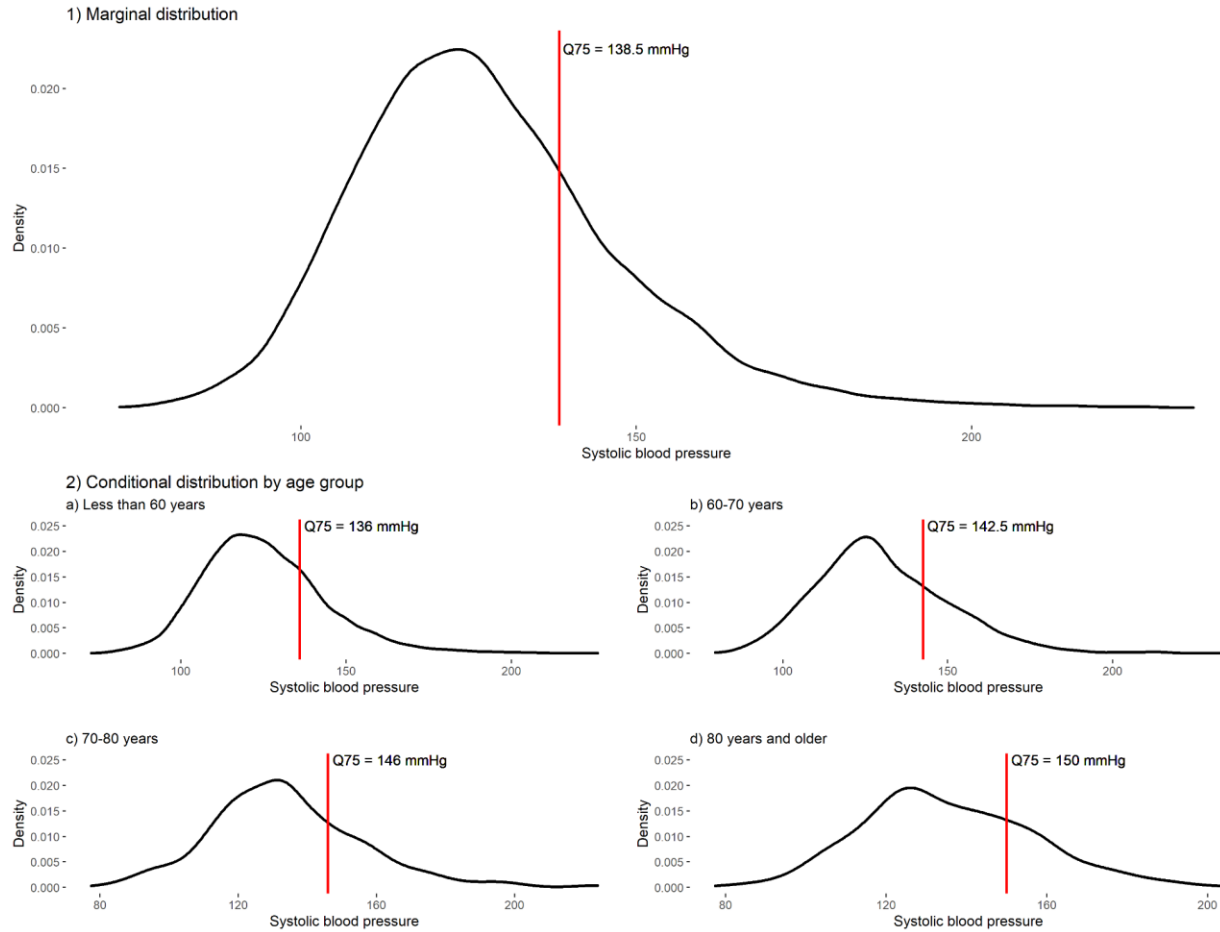 1) Marginal distribution
Q75 = 138.5 mmHg
0.020
0.015
0.010
0.005
0.000
Density
100 150 200
Systolic blood pressure
2) Conditional distribution by age group
a) Less than 60 years
Q75 = 136 mmHg
0.025
0.020
0.015
0.010
0.005
0.000
Density
100 150 200
Systolic blood pressure
b) 60-70 years
Q75 = 142.5 mmHg
0.025
0.020
0.015
0.010
0.005
0.000
Density
100 150 200
Systolic blood pressure
c) 70-80 years
Q75 = 146 mmHg
0.025
0.020
0.015
0.010
0.005
0.000
Density
80 120 160 200
Systolic blood pressure
d) 80 years and older
Q75 = 150 mmHg
0.025
0.020
0.015
0.010
0.005
0.000
Density
80 120 160 200
Systolic blood pressure